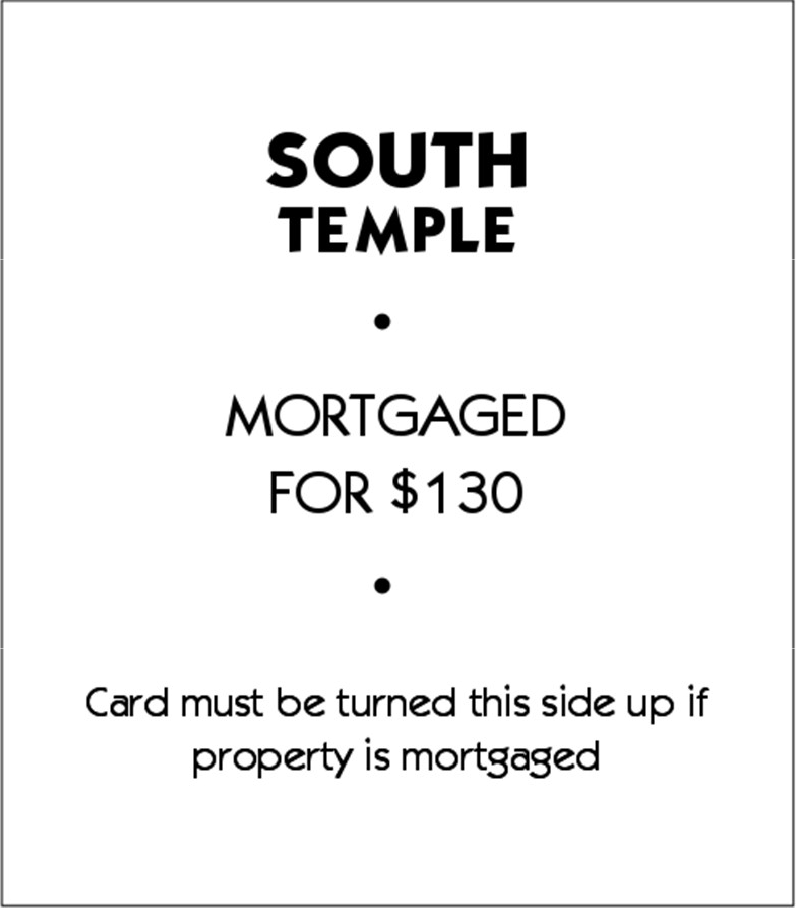 SOUTH
TEMPLE
•
MORTGAGED
FOR $130
•
Card must be turned this side up if
property is mortgaged